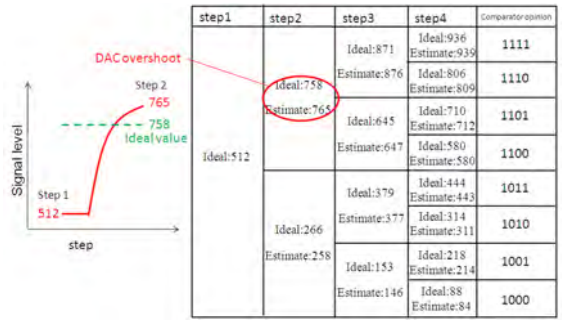 DAC overshoot
Signal level
Step 2
765
758
Ideal value
Step 1
512
step
step1 step2 step3 step4 Comparator opinion
Ideal:512
Ideal:758
Estimate:765
Ideal:266
Estimate:258
Ideal:871
Estimate:876
Ideal:645
Estimate:647
Ideal:379
Estimate:377
Ideal:153
Estimate:146
Ideal:936
Estimate:939
1111
Ideal:806
Estimate:809
1110
Ideal:710
Estimate:712
1101
Ideal:580
Estimate:580
1100
Ideal:444
Estimate:443
1011
Ideal:314
Estimate:311
1010
Ideal:218
Estimate:214
1001
Ideal:88
Estimate:84
1000